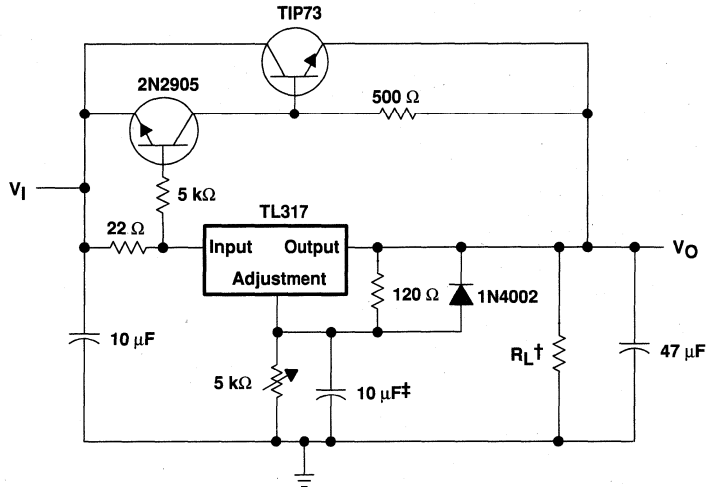 TIP73
2N2905
500 Ω
5 kΩ
VI
22 Ω
TL317
Input Output
Adjustment
VO
120 Ω
1N4002
10 μF
RL†
47 μF
5 kΩ
10 μF‡